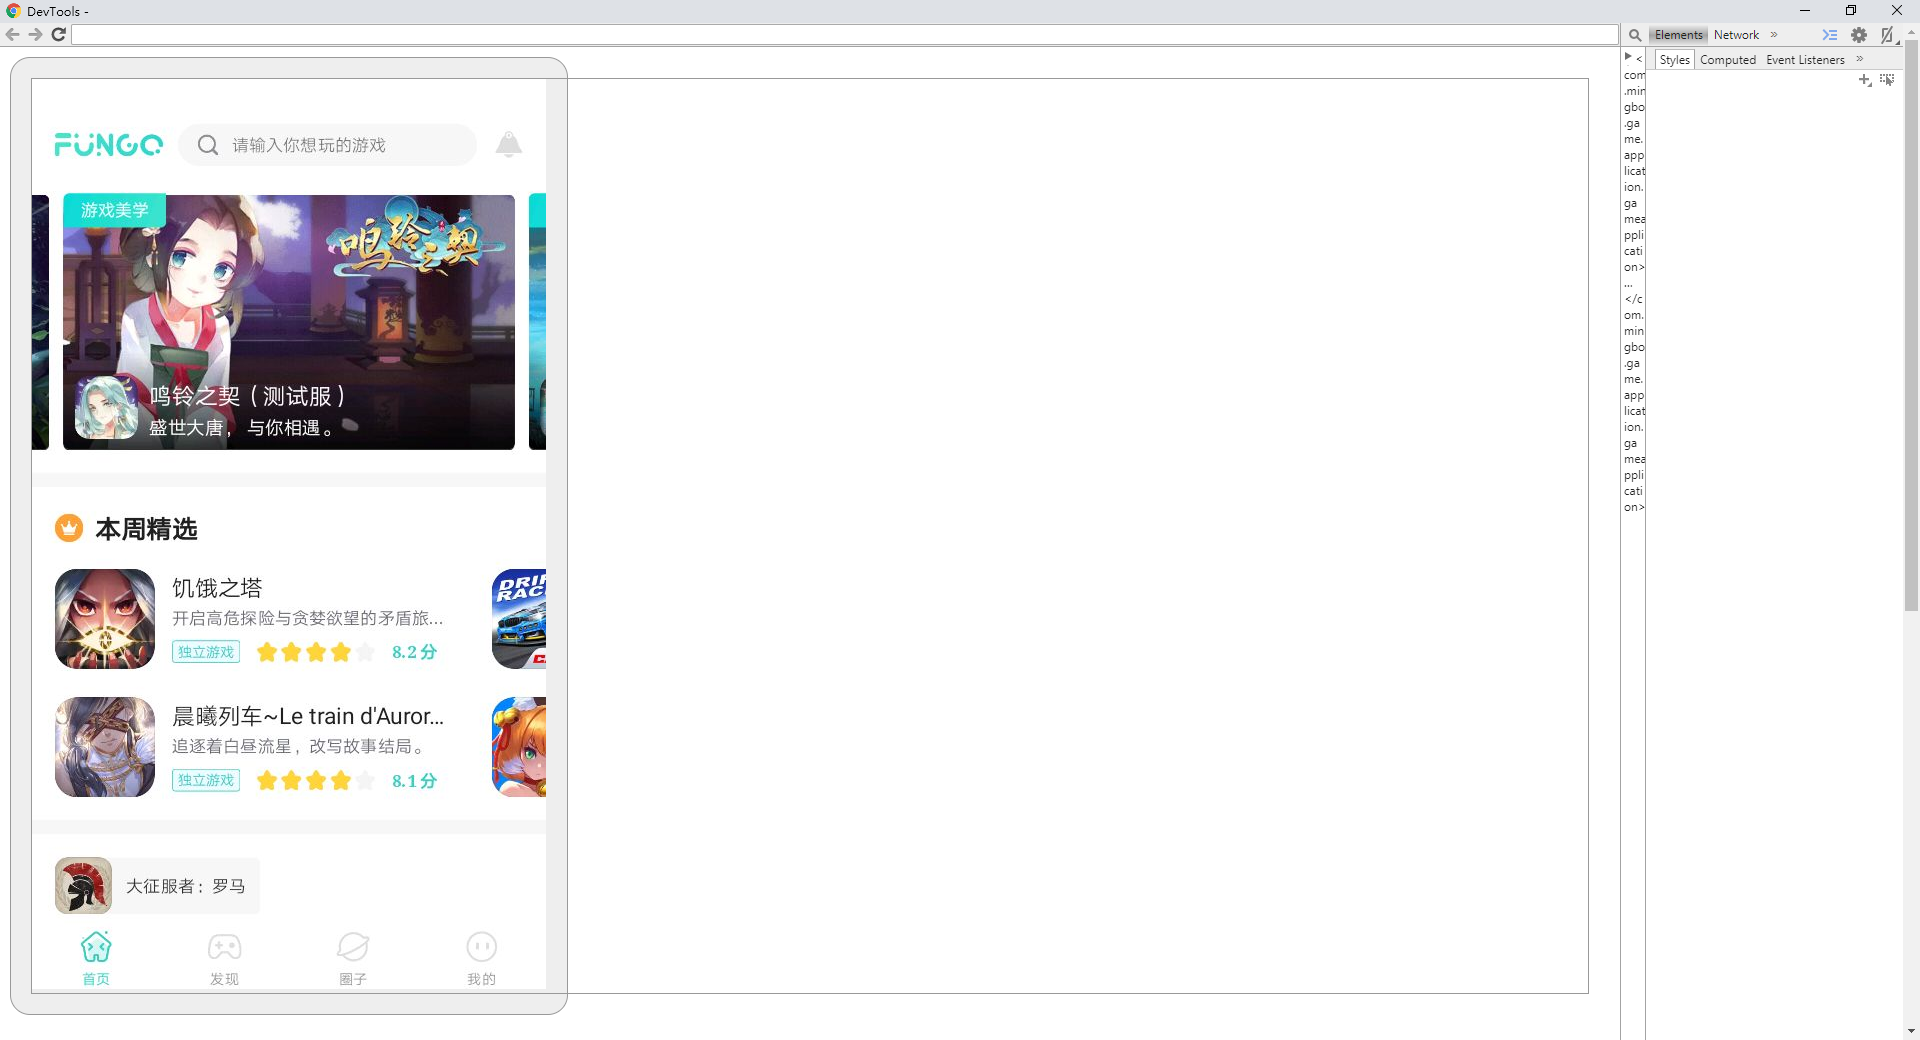 DevTools -
Elements Network »
Styles Computed Event Listeners »
<
com
.min
gbo
.ga
me.
app
licat
ion.
ga
mea
ppli
cati
on>
...
</c
om.
min
gbo
.ga
me.
app
licat
ion.
ga
mea
ppli
cati
on>
FUNGO
请输入你想玩的游戏
游戏美学
鸣铃之契
鸣铃之契（测试服）
盛世大唐，与你相遇。
本周精选
饥饿之塔
开启高危探险与贪婪欲望的矛盾旅...
独立游戏 8.2 分
DRIF
RAC
晨曦列车~Le train d'Auror...
追逐着白昼流星，改写故事结局。
独立游戏 8.1 分
大征服者：罗马
首页 发现 圈子 我的